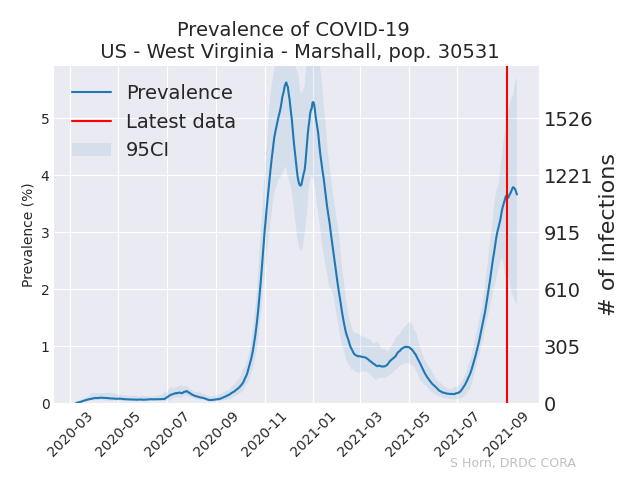 Prevalence of COVID-19
US - West Virginia - Marshall, pop. 30531
Prevalence
Latest data
95CI
Prevalence (%)
5
4
3
2
1
0
1526
1221
915
610
305
0
# of infections
2020-03
2020-05
2020-07
2020-09
2020-11
2021-01
2021-03
2021-05
2021-07
2021-09
S Horn, DRDC CORA